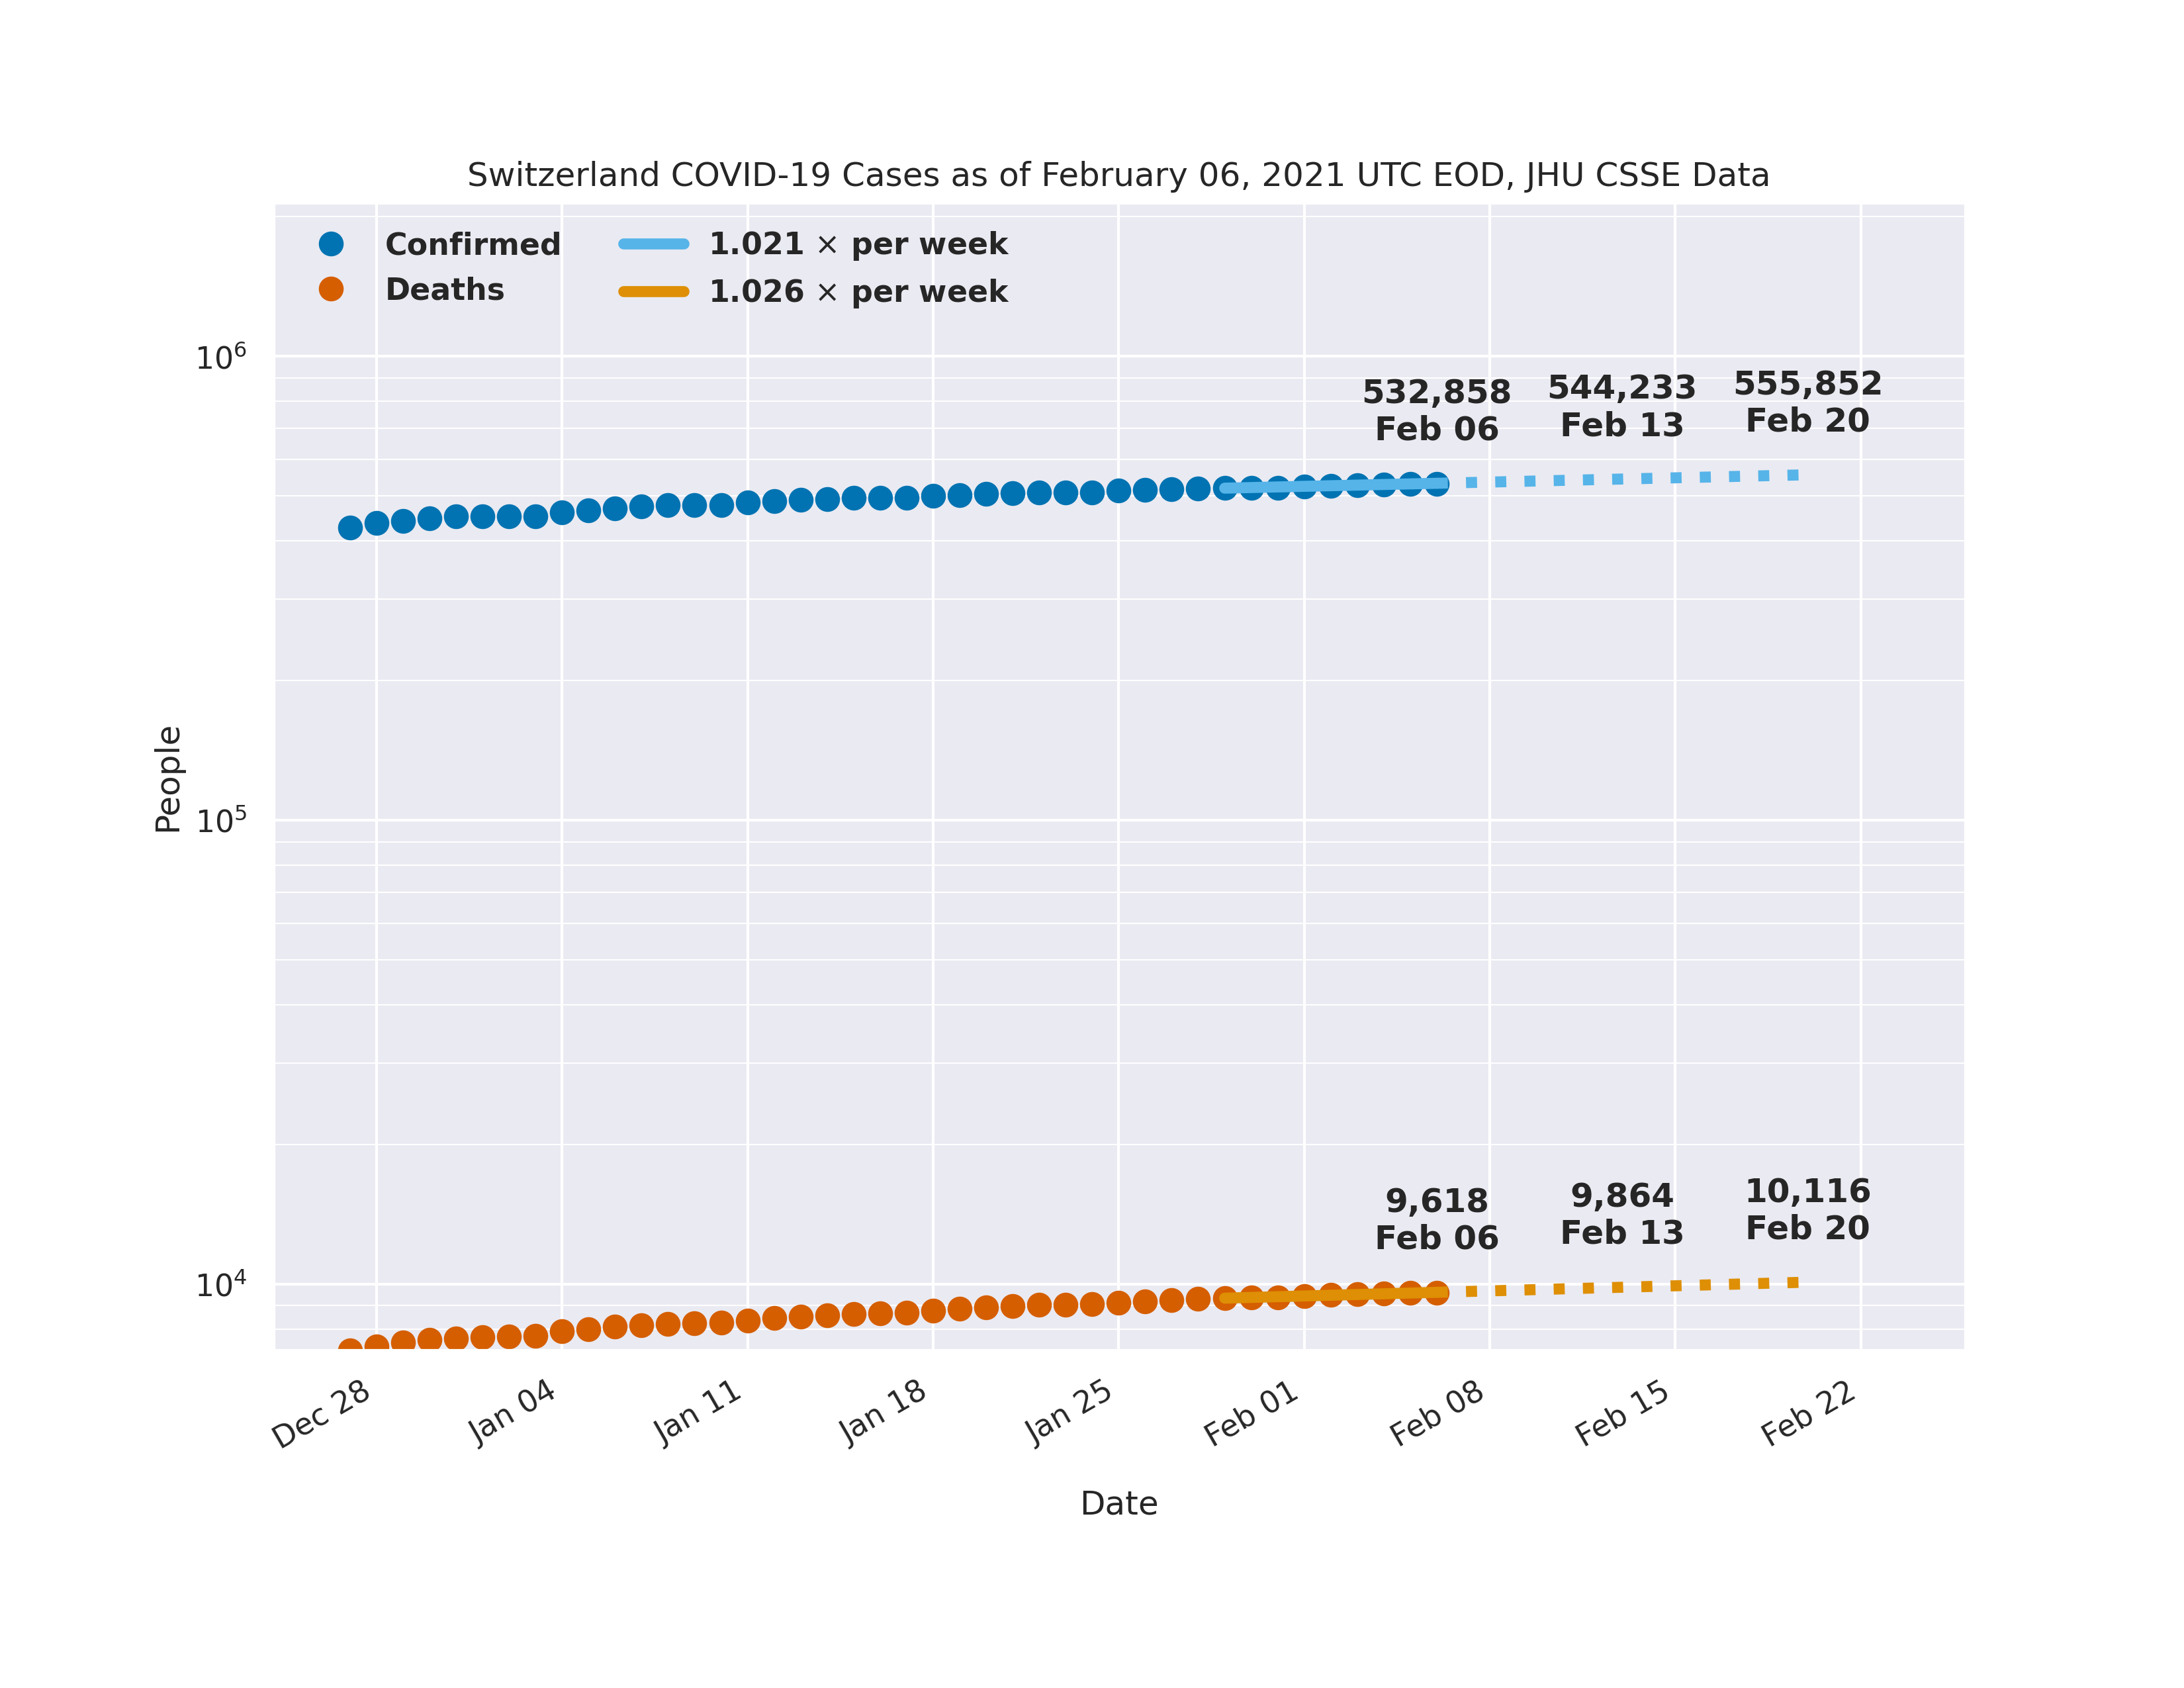 Switzerland COVID-19 Cases as of February 06, 2021 UTC EOD, JHU CSSE Data
Confirmed
Deaths
1.021 × per week
1.026 × per week
10⁶
10⁵
10⁴
People
532,858
Feb 06
544,233
Feb 13
555,852
Feb 20
9,618
Feb 06
9,864
Feb 13
10,116
Feb 20
Dec 28
Jan 04
Jan 11
Jan 18
Jan 25
Feb 01
Feb 08
Feb 15
Feb 22
Date